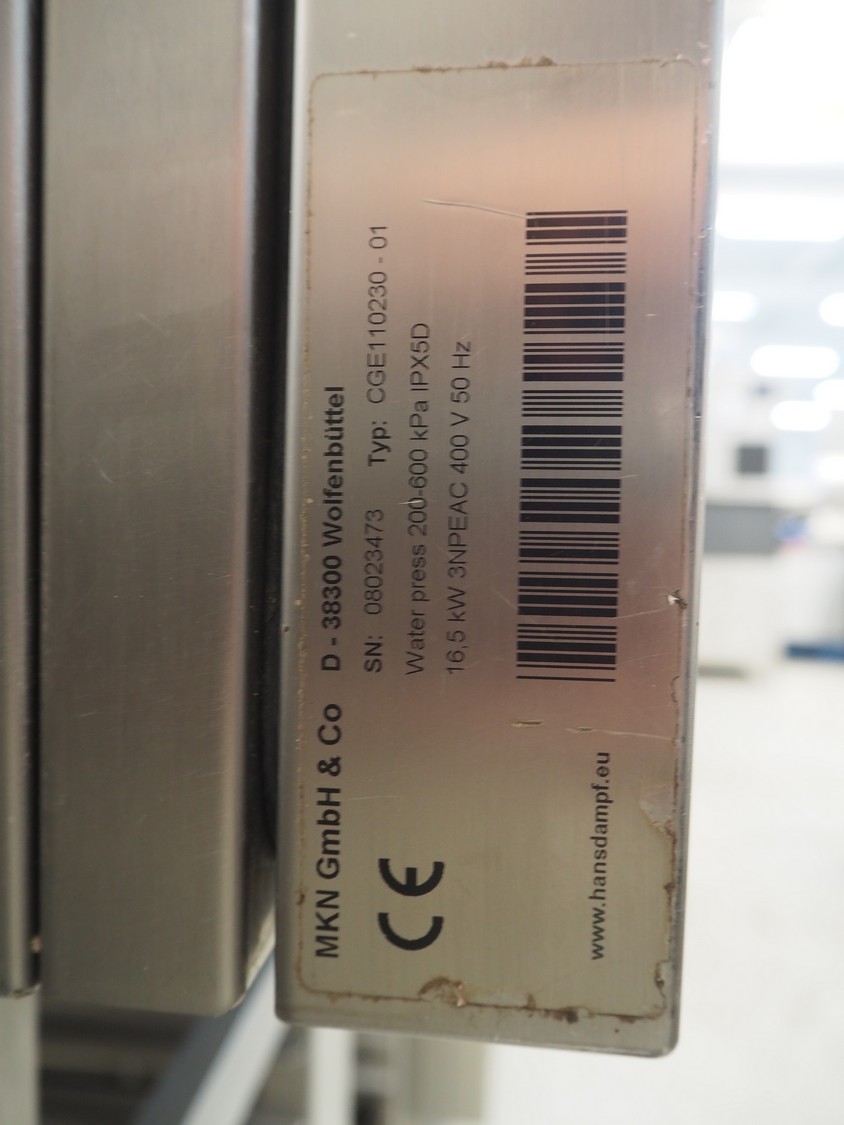 MKN GmbH & Co D - 38300 Wolfenbüttel
SN: 08023473 Typ: CGE110230 - 01
Water press 200-600 kPa IPX5D
16,5 kW 3NPEAC 400 V 50 Hz
CE
www.hansdampf.eu